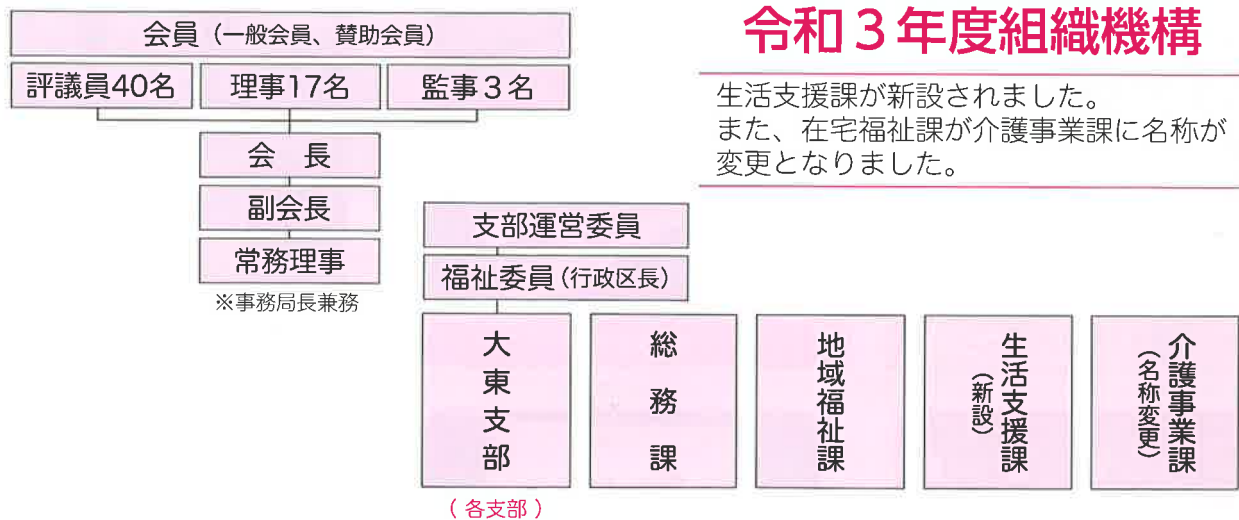 令和３年度組織機構
生活支援課が新設されました。
また、在宅福祉課が介護事業課に名称が
変更となりました。
会員（一般会員、賛助会員）
評議員40名
理事17名
監事３名
会　長
副会長
常務理事
※事務局長兼務
支部運営委員
福祉委員（行政区長）
大東支部
（各支部）
総務課
地域福祉課
生活支援課
（新設）
介護事業課
（名称変更）